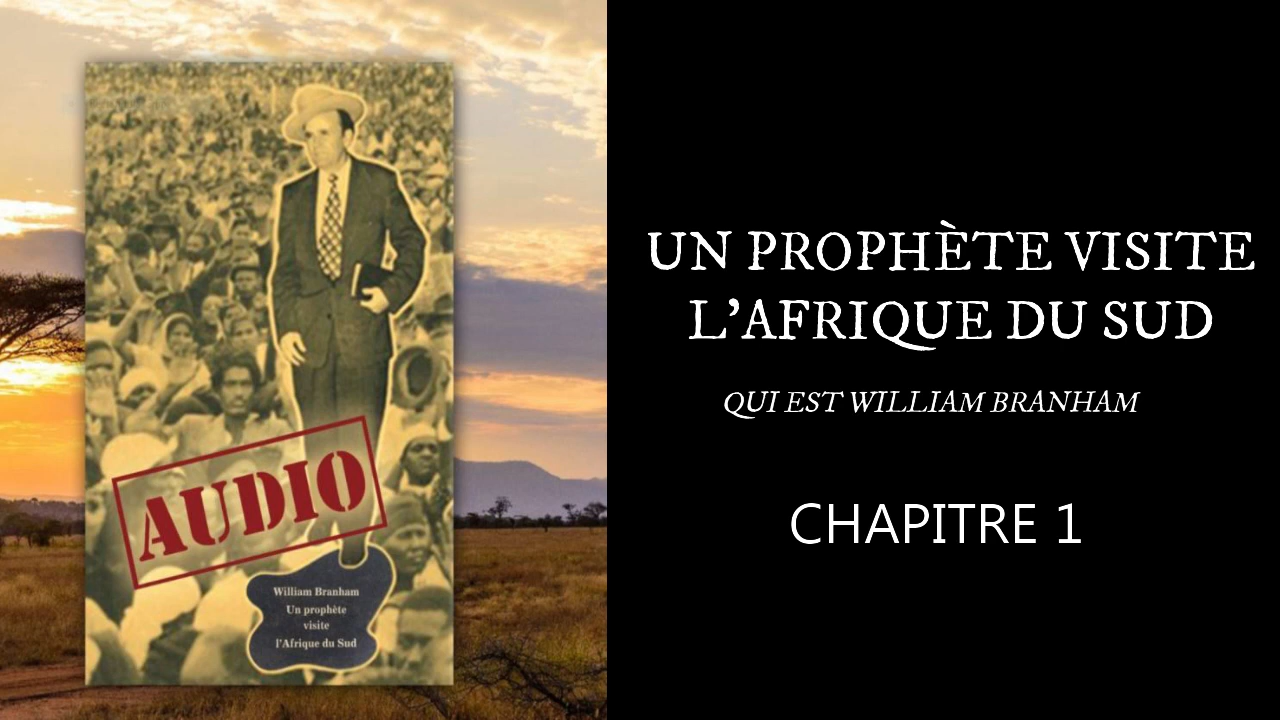 AUDIO
William Branham
Un prophète
visite
l'Afrique du Sud
UN PROPHÈTE VISITE
L'AFRIQUE DU SUD
QUI EST WILLIAM BRANHAM
CHAPITRE 1